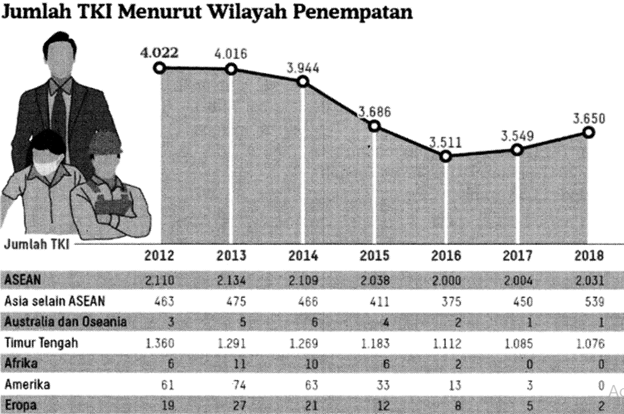 Jumlah TKI Menurut Wilayah Penempatan
4.022 4.016 3.944 3.686 3.511 3.549 3.650
Jumlah TKI 2012 2013 2014 2015 2016 2017 2018
ASEAN 2.110 2.134 2.109 2.038 2.000 2.004 2.031
Asia selain ASEAN 463 475 466 411 375 450 539
Australia dan Oseania 3 5 6 4 2 1 1
Timur Tengah 1.360 1.291 1.269 1.183 1.112 1.085 1.076
Afrika 6 11 10 6 2 0 0
Amerika 61 74 63 33 13 3 0
Eropa 19 27 21 12 8 5 2